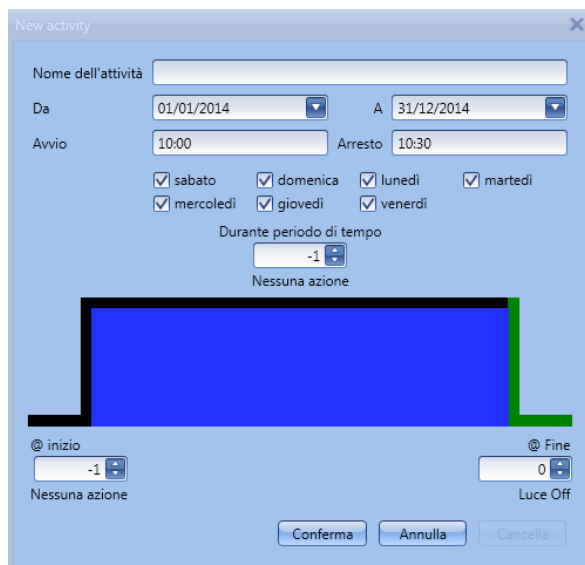 New activity
Nome dell'attività
Da 01/01/2014 A 31/12/2014
Avvio 10:00 Arresto 10:30
sabato domenica lunedì martedì
mercoledì giovedì venerdì
Durante periodo di tempo
-1
Nessuna azione
@ inizio @ Fine
-1 0
Nessuna azione Luce Off
Conferma Annulla Cancella